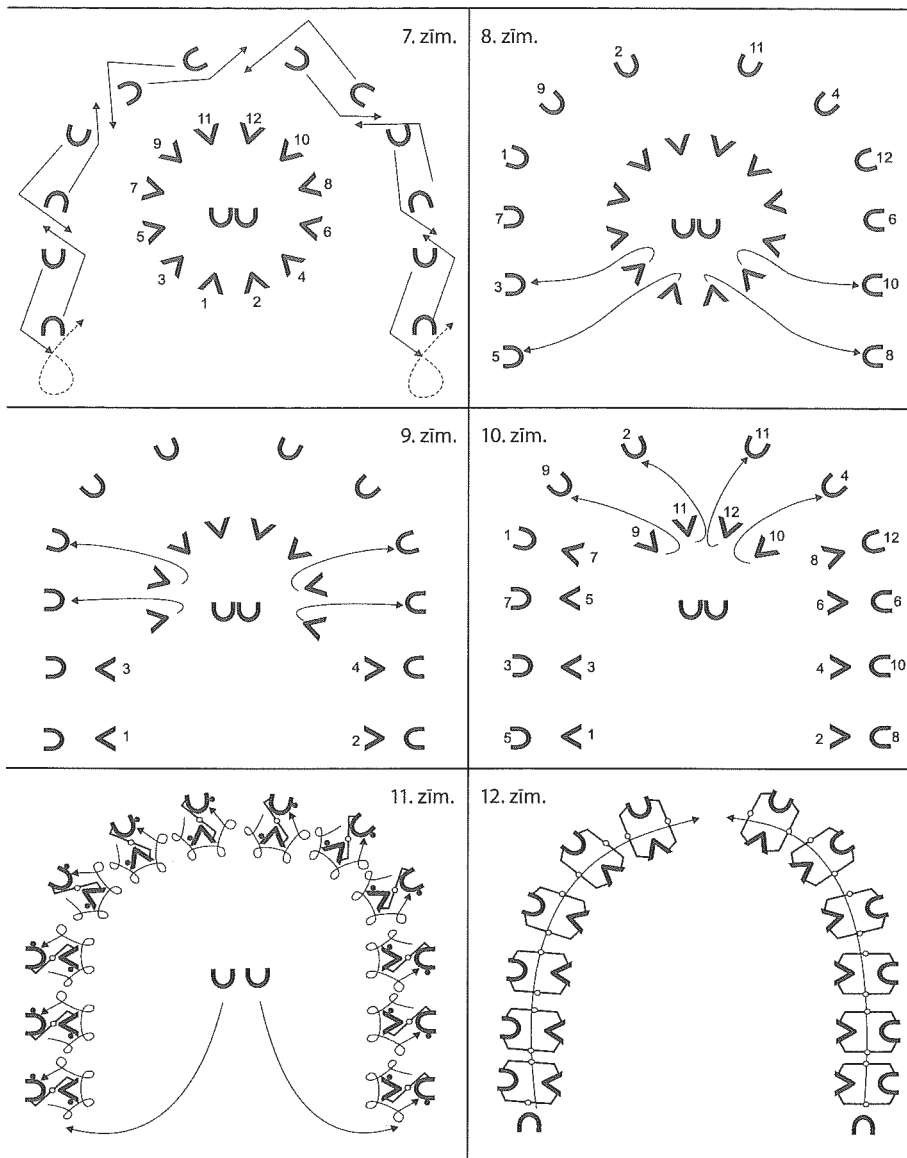 7. zīm.
11 12
9 10
7 8
5 6
3 4
1 2
8. zīm.
2 11
9 4
1 12
7 6
3 10
5 8
9. zīm.
3 4
1 2
10. zīm.
2 11
9 4
11 12
9 10
1 7 8 12
7 5 6 6
3 3 4 10
5 1 2 8
11. zīm.
12. zīm.